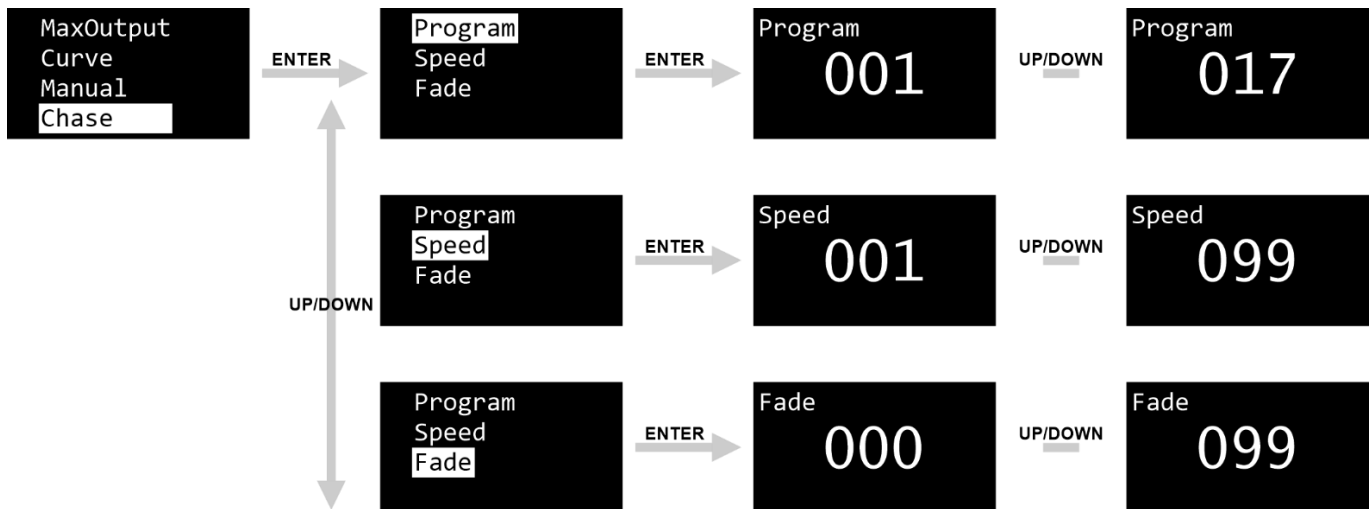 MaxOutput
Curve
Manual
Chase
ENTER
Program
Speed
Fade
ENTER
Program
001
UP/DOWN
Program
017
UP/DOWN
Program
Speed
Fade
ENTER
Speed
001
UP/DOWN
Speed
099
Program
Speed
Fade
ENTER
Fade
000
UP/DOWN
Fade
099